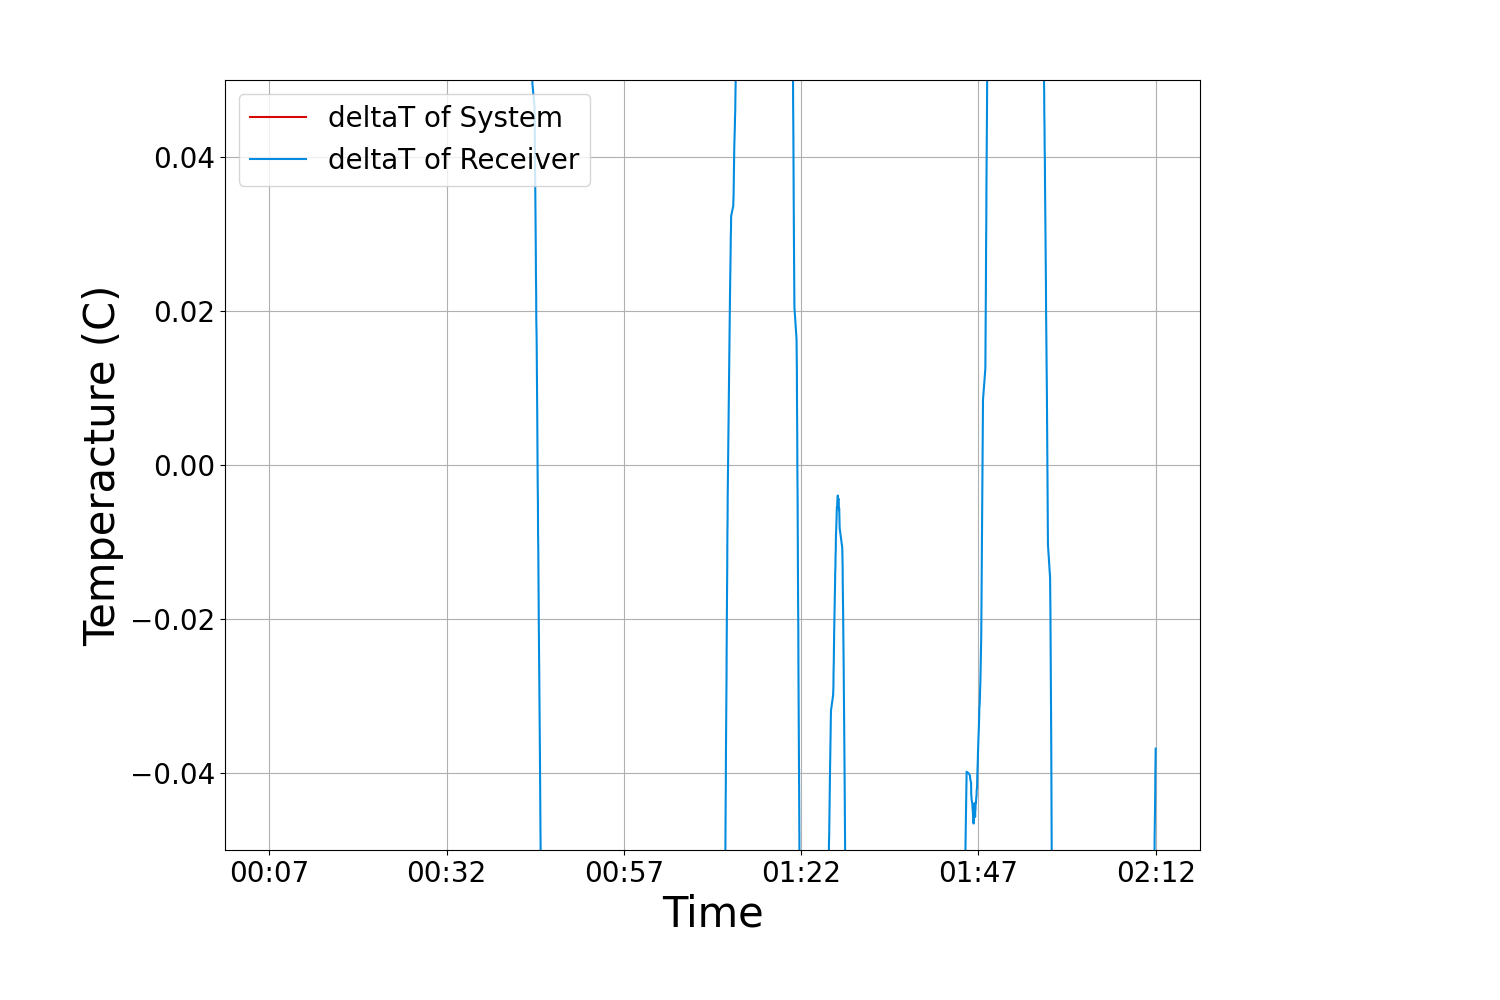 deltaT of System
deltaT of Receiver
0.04
0.02
0.00
−0.02
−0.04
Temperacture (C)
00:07 00:32 00:57 01:22 01:47 02:12
Time